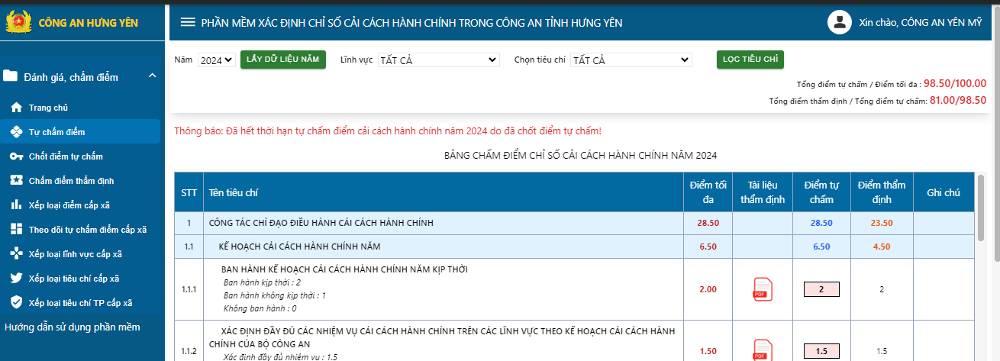 CÔNG AN HƯNG YÊN
PHẦN MỀM XÁC ĐỊNH CHỈ SỐ CẢI CÁCH HÀNH CHÍNH TRONG CÔNG AN TỈNH HƯNG YÊN
Xin chào, CÔNG AN YÊN MỸ
Đánh giá, chấm điểm
Trang chủ
Tự chấm điểm
Chốt điểm tự chấm
Chấm điểm thẩm định
Xếp loại điểm cấp xã
Theo dõi tự chấm điểm cấp xã
Xếp loại lĩnh vực cấp xã
Xếp loại tiêu chí cấp xã
Xếp loại tiêu chí TP cấp xã
Hướng dẫn sử dụng phần mềm
Năm 2024 LẤY DỮ LIỆU NĂM Lĩnh vực TẤT CẢ Chọn tiêu chí TẤT CẢ LỌC TIÊU CHÍ
Tổng điểm tự chấm / Điểm tối đa : 98.50/100.00
Tổng điểm thẩm định / Tổng điểm tự chấm: 81.00/98.50
Thông báo: Đã hết thời hạn tự chấm điểm cải cách hành chính năm 2024 do đã chốt điểm tự chấm!
BẢNG CHẤM ĐIỂM CHỈ SỐ CẢI CÁCH HÀNH CHÍNH NĂM 2024
STT Tên tiêu chí Điểm tối đa Tài liệu thẩm định Điểm tự chấm Điểm thẩm định Ghi chú
1 CÔNG TÁC CHỈ ĐẠO ĐIỀU HÀNH CẢI CÁCH HÀNH CHÍNH 28.50 28.50 23.50
1.1 KẾ HOẠCH CẢI CÁCH HÀNH CHÍNH NĂM 6.50 6.50 4.50
BAN HÀNH KẾ HOẠCH CẢI CÁCH HÀNH CHÍNH NĂM KỊP THỜI
Ban hành kịp thời : 2
1.1.1 2.00 PDF 2 2
Ban hành không kịp thời : 1
Không ban hành : 0
XÁC ĐỊNH ĐẦY ĐỦ CÁC NHIỆM VỤ CẢI CÁCH HÀNH CHÍNH TRÊN CÁC LĨNH VỰC THEO KẾ HOẠCH CẢI CÁCH HÀNH
CHÍNH CỦA BỘ CÔNG AN
1.1.2 1.50 PDF 1.5 1.5
Xác định đầy đủ nhiệm vụ : 1.5